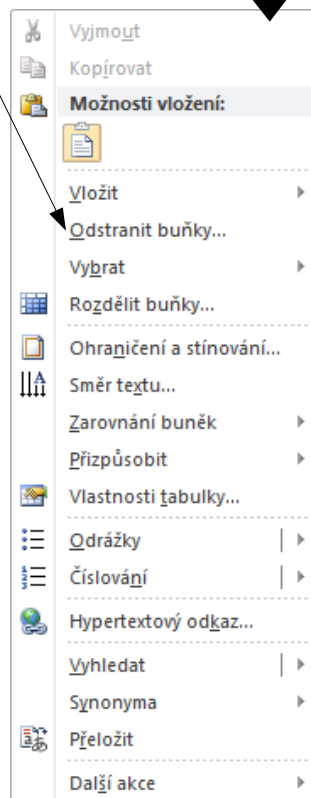 Vyjmout
Kopírovat
Možnosti vložení:
Vložit
Odstranit buňky...
Vybrat
Rozdělit buňky...
Ohraničení a stínování...
Směr textu...
Zarovnání buněk
Přizpůsobit
Vlastnosti tabulky...
Odrážky
Číslování
Hypertextový odkaz...
Vyhledat
Synonyma
Přeložit
Další akce